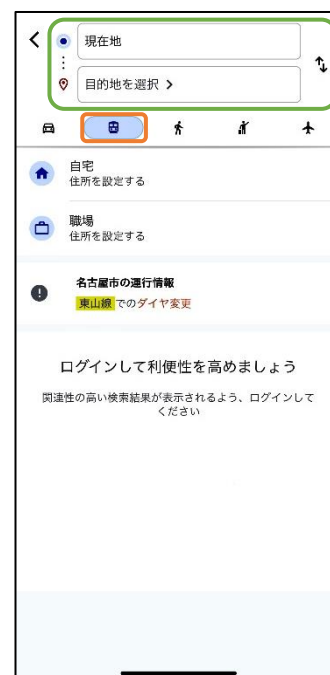 現在地
目的地を選択
自宅
住所を設定する
職場
住所を設定する
名古屋市の運行情報
東山線でのダイヤ変更
ログインして利便性を高めましょう
関連性の高い検索結果が表示されるよう、ログインして
ください